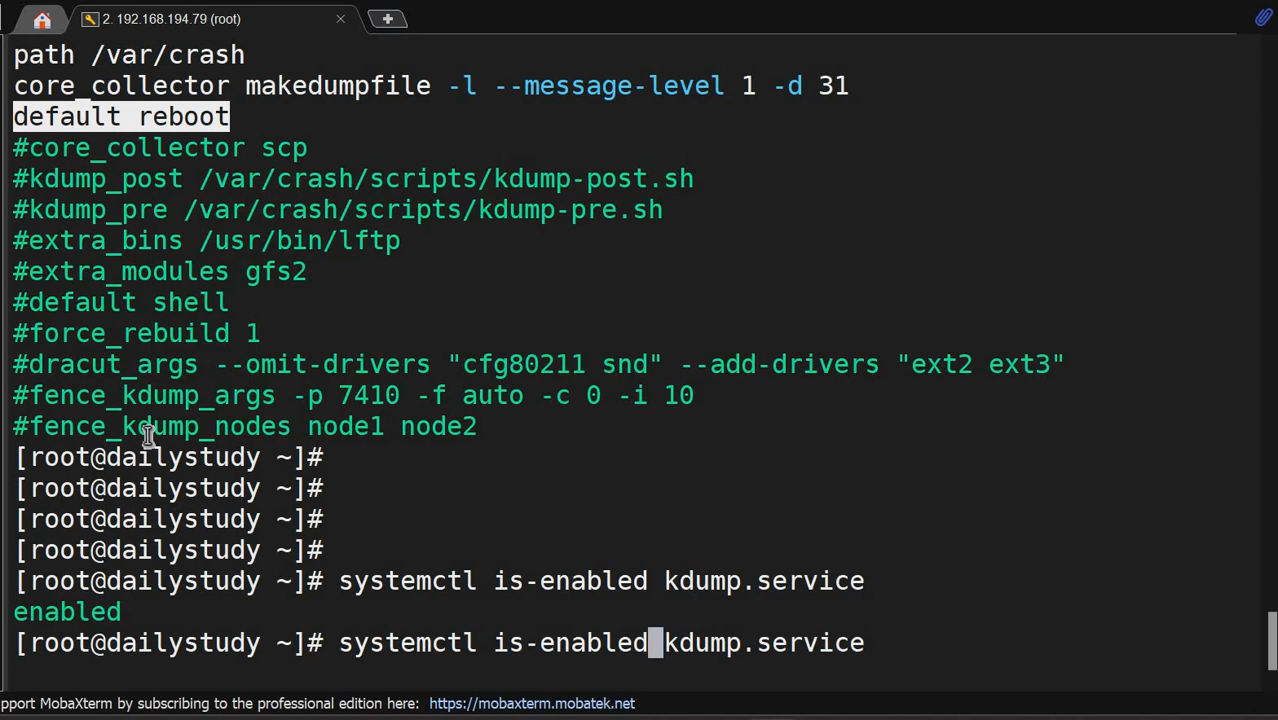 2. 192.168.194.79 (root)
path /var/crash
core_collector makedumpfile -l --message-level 1 -d 31
default reboot
#core_collector scp
#kdump_post /var/crash/scripts/kdump-post.sh
#kdump_pre /var/crash/scripts/kdump-pre.sh
#extra_bins /usr/bin/lftp
#extra_modules gfs2
#default shell
#force_rebuild 1
#dracut_args --omit-drivers "cfg80211 snd" --add-drivers "ext2 ext3"
#fence_kdump_args -p 7410 -f auto -c 0 -i 10
#fence_kdump_nodes node1 node2
[root@dailystudy ~]#
[root@dailystudy ~]#
[root@dailystudy ~]#
[root@dailystudy ~]#
[root@dailystudy ~]# systemctl is-enabled kdump.service
enabled
[root@dailystudy ~]# systemctl is-enabled kdump.service
pport MobaXterm by subscribing to the professional edition here: https://mobaxterm.mobatek.net